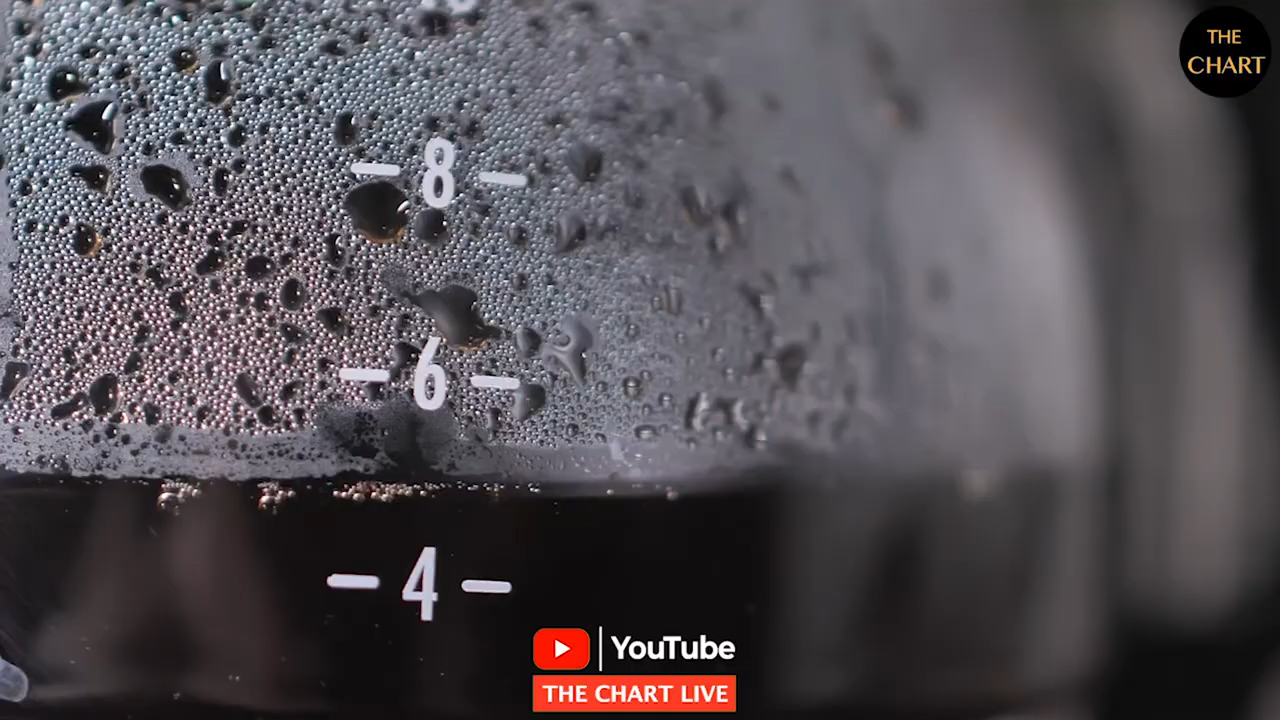 THE
CHART
- 8 -
- 6 -
- 4 -
YouTube
THE CHART LIVE